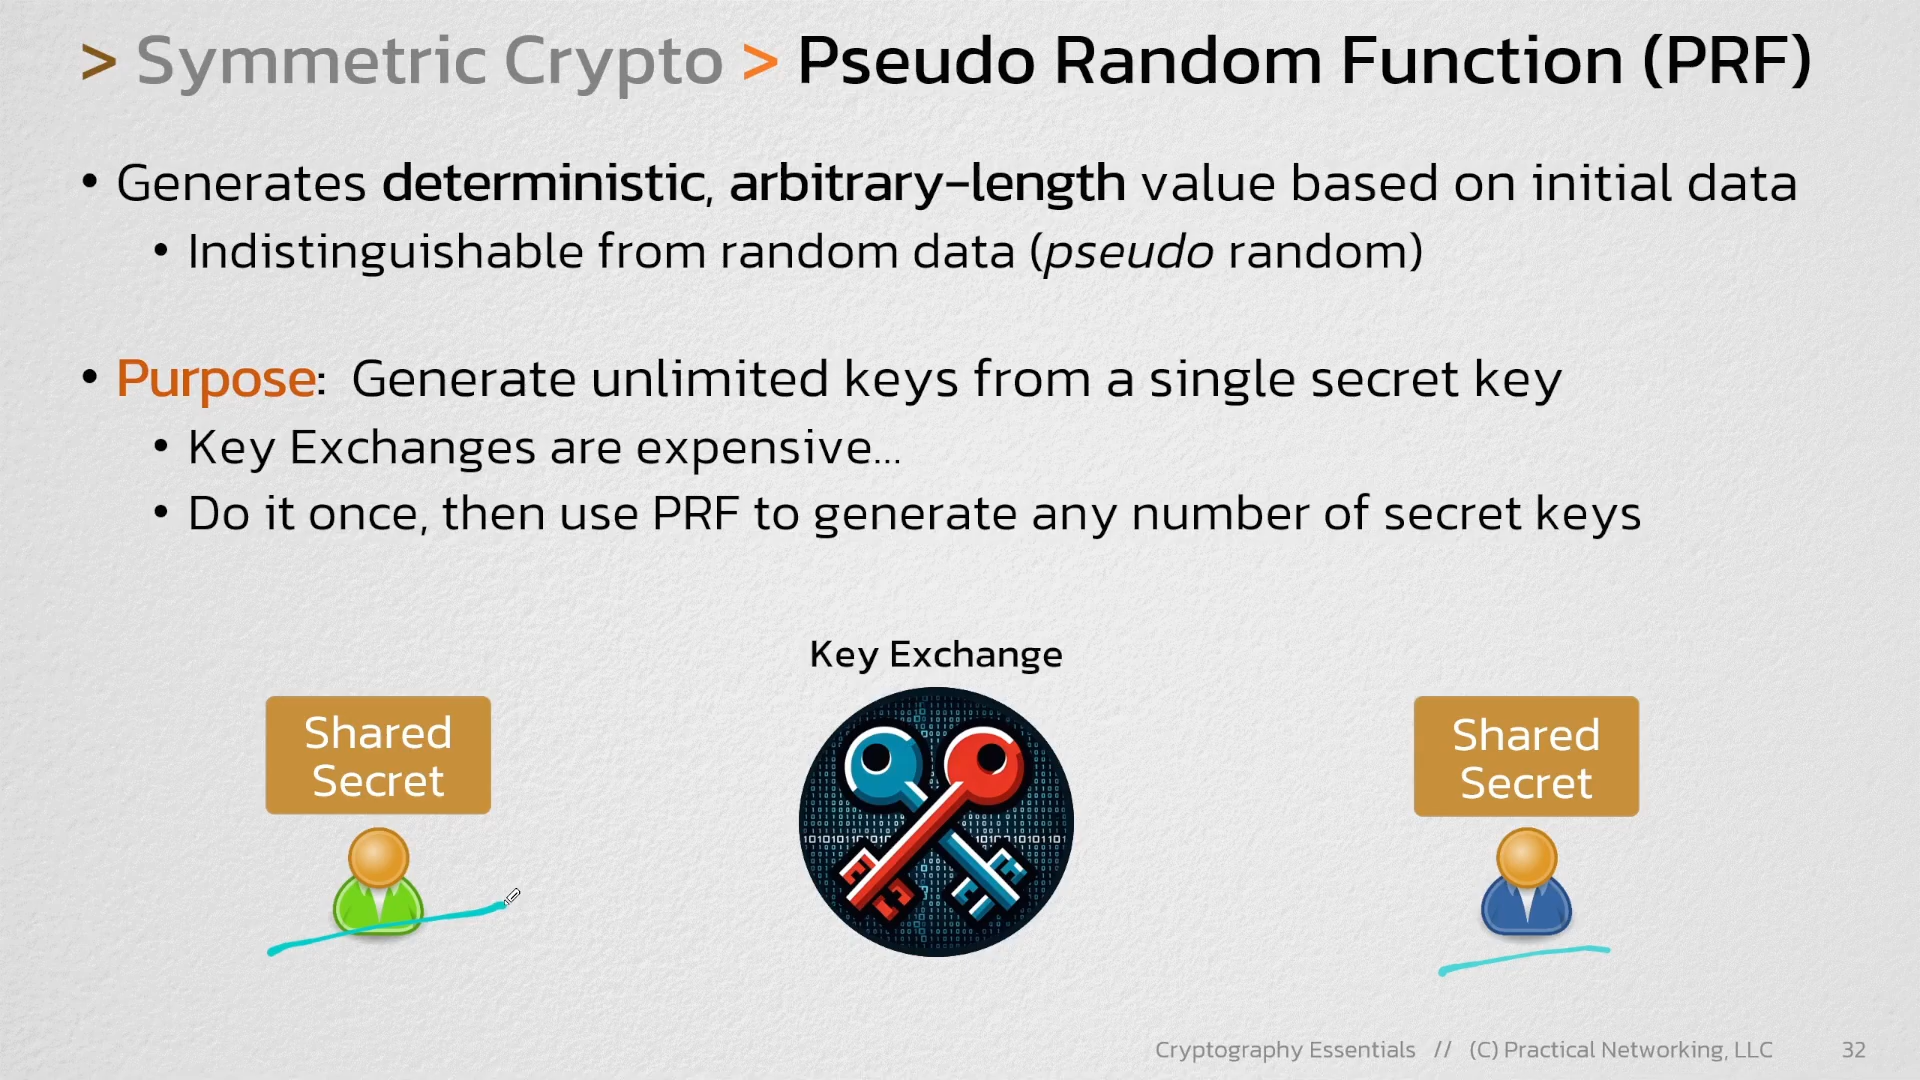 > Symmetric Crypto > Pseudo Random Function (PRF)
• Generates deterministic, arbitrary-length value based on initial data
• Indistinguishable from random data (pseudo random)
• Purpose: Generate unlimited keys from a single secret key
• Key Exchanges are expensive...
• Do it once, then use PRF to generate any number of secret keys
Key Exchange
Shared
Secret
Shared
Secret
Cryptography Essentials // (C) Practical Networking, LLC 32